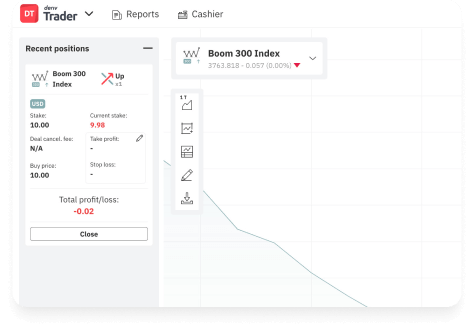 DT deriv Trader Reports Cashier
Recent positions
Boom 300 Index
3763.818 - 0.057 (0.00%)
Boom 300 Index
Up
x1
USD
Stake:
10.00
Current stake:
9.98
Deal cancel. fee:
N/A
Take profit:
-
Buy price:
10.00
Stop loss:
-
Total profit/loss:
-0.02
Close
1 T